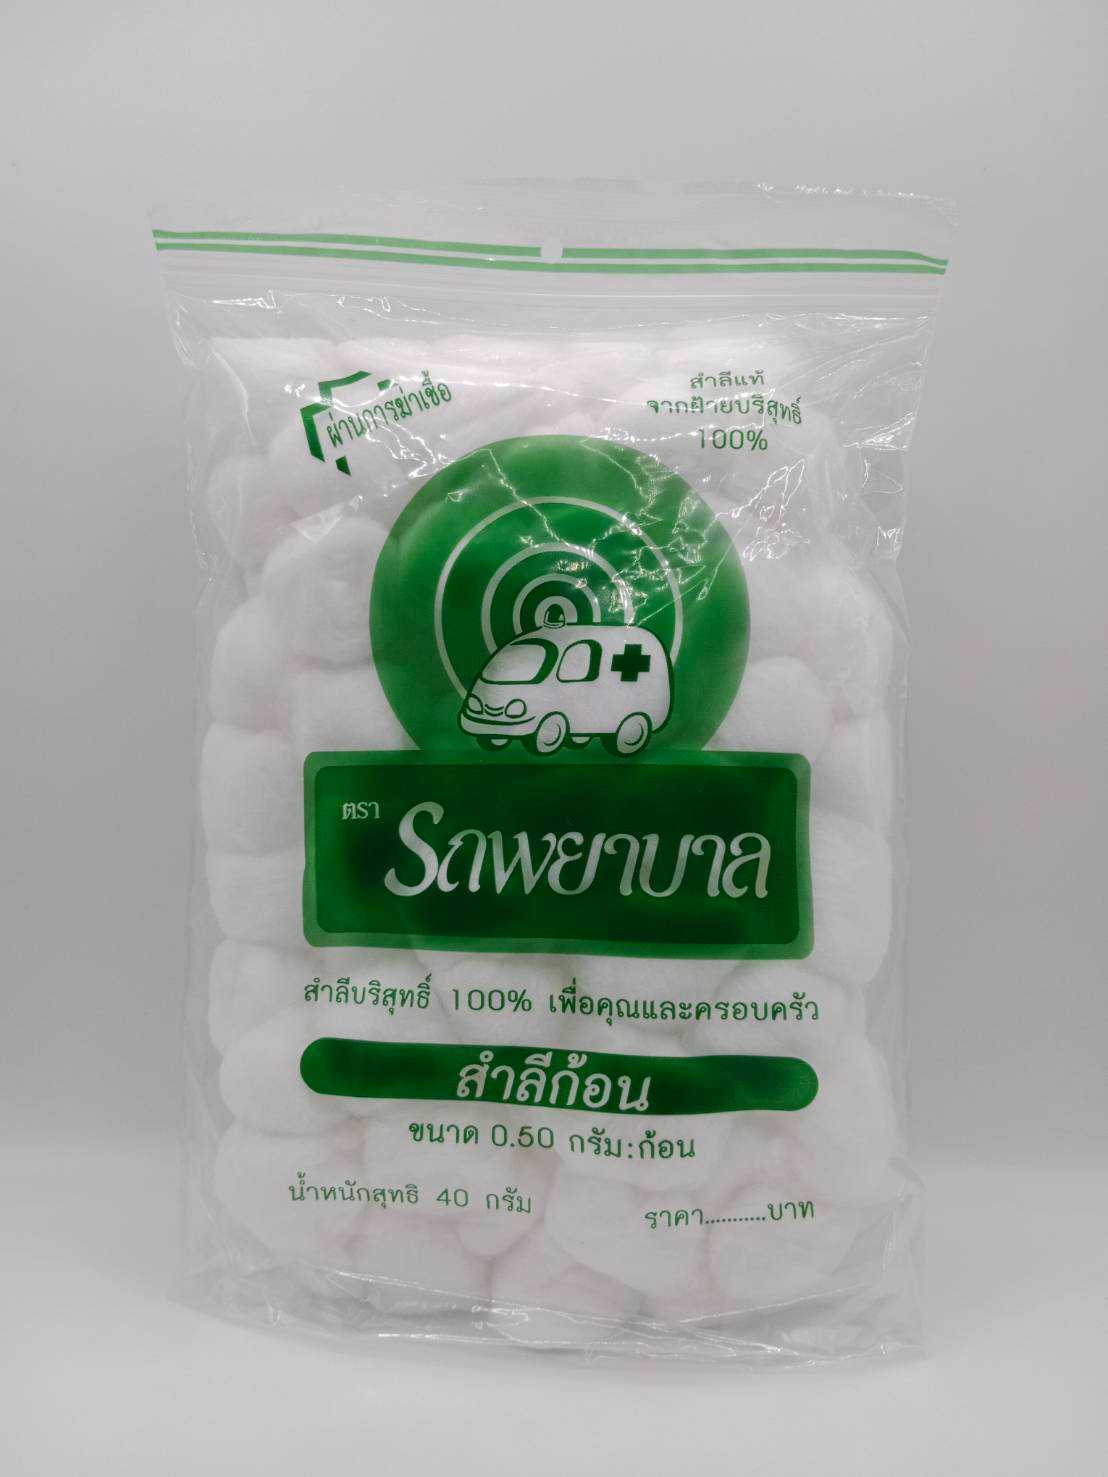 ผ่านการฆ่าเชื้อ
สำลีแท้
จากฝ้ายบริสุทธิ์
100%
ตรา
รถพยาบาล
สำลีบริสุทธิ์ 100% เพื่อคุณและครอบครัว
สำลีก้อน
ขนาด 0.50 กรัม:ก้อน
น้ำหนักสุทธิ 40 กรัม
ราคา...........บาท